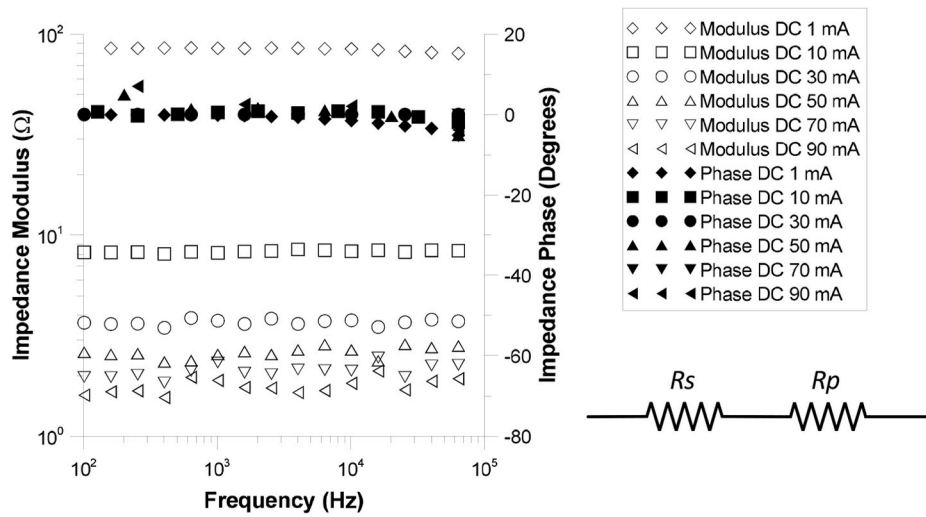 10²
10¹
10⁰
Impedance Modulus (Ω)
20
0
-20
-40
-60
-80
Impedance Phase (Degrees)
10² 10³ 10⁴ 10⁵
Frequency (Hz)
Modulus DC 1 mA
Modulus DC 10 mA
Modulus DC 30 mA
Modulus DC 50 mA
Modulus DC 70 mA
Modulus DC 90 mA
Phase DC 1 mA
Phase DC 10 mA
Phase DC 30 mA
Phase DC 50 mA
Phase DC 70 mA
Phase DC 90 mA
Rs Rp